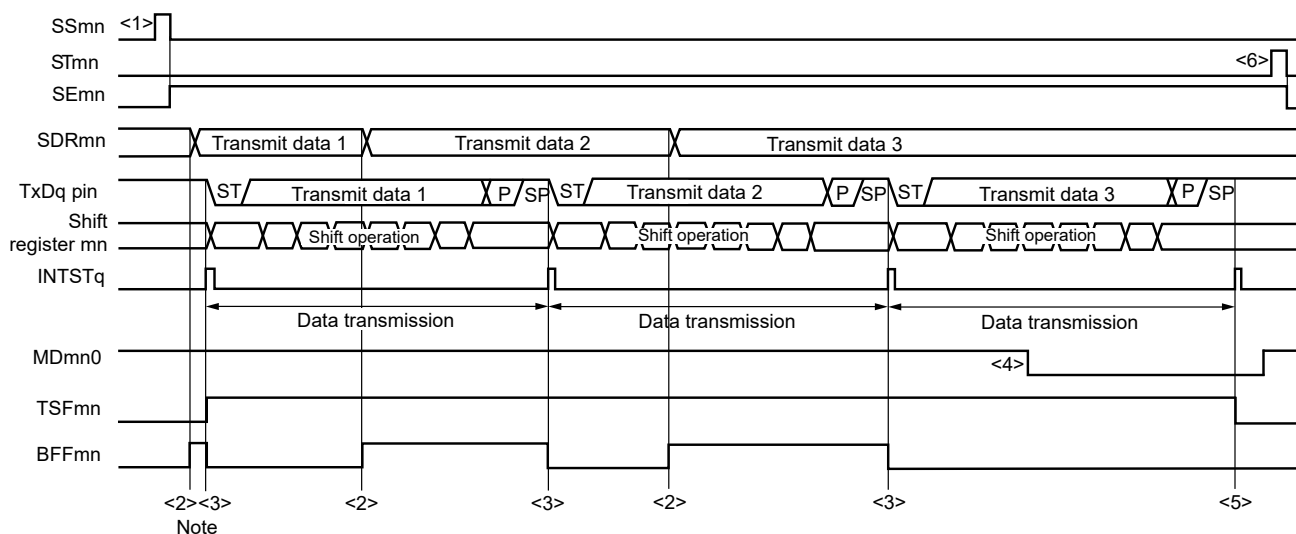 SSmn <1>
STmn <6>
SEmn
SDRmn Transmit data 1 Transmit data 2 Transmit data 3
TxDq pin ST Transmit data 1 P SP ST Transmit data 2 P SP ST Transmit data 3 P SP
Shift
register mn Shift operation Shift operation Shift operation
INTSTq
Data transmission Data transmission Data transmission
MDmn0 <4>
TSFmn
BFFmn
<2> <3> <2> <3> <2> <3> <5>
Note